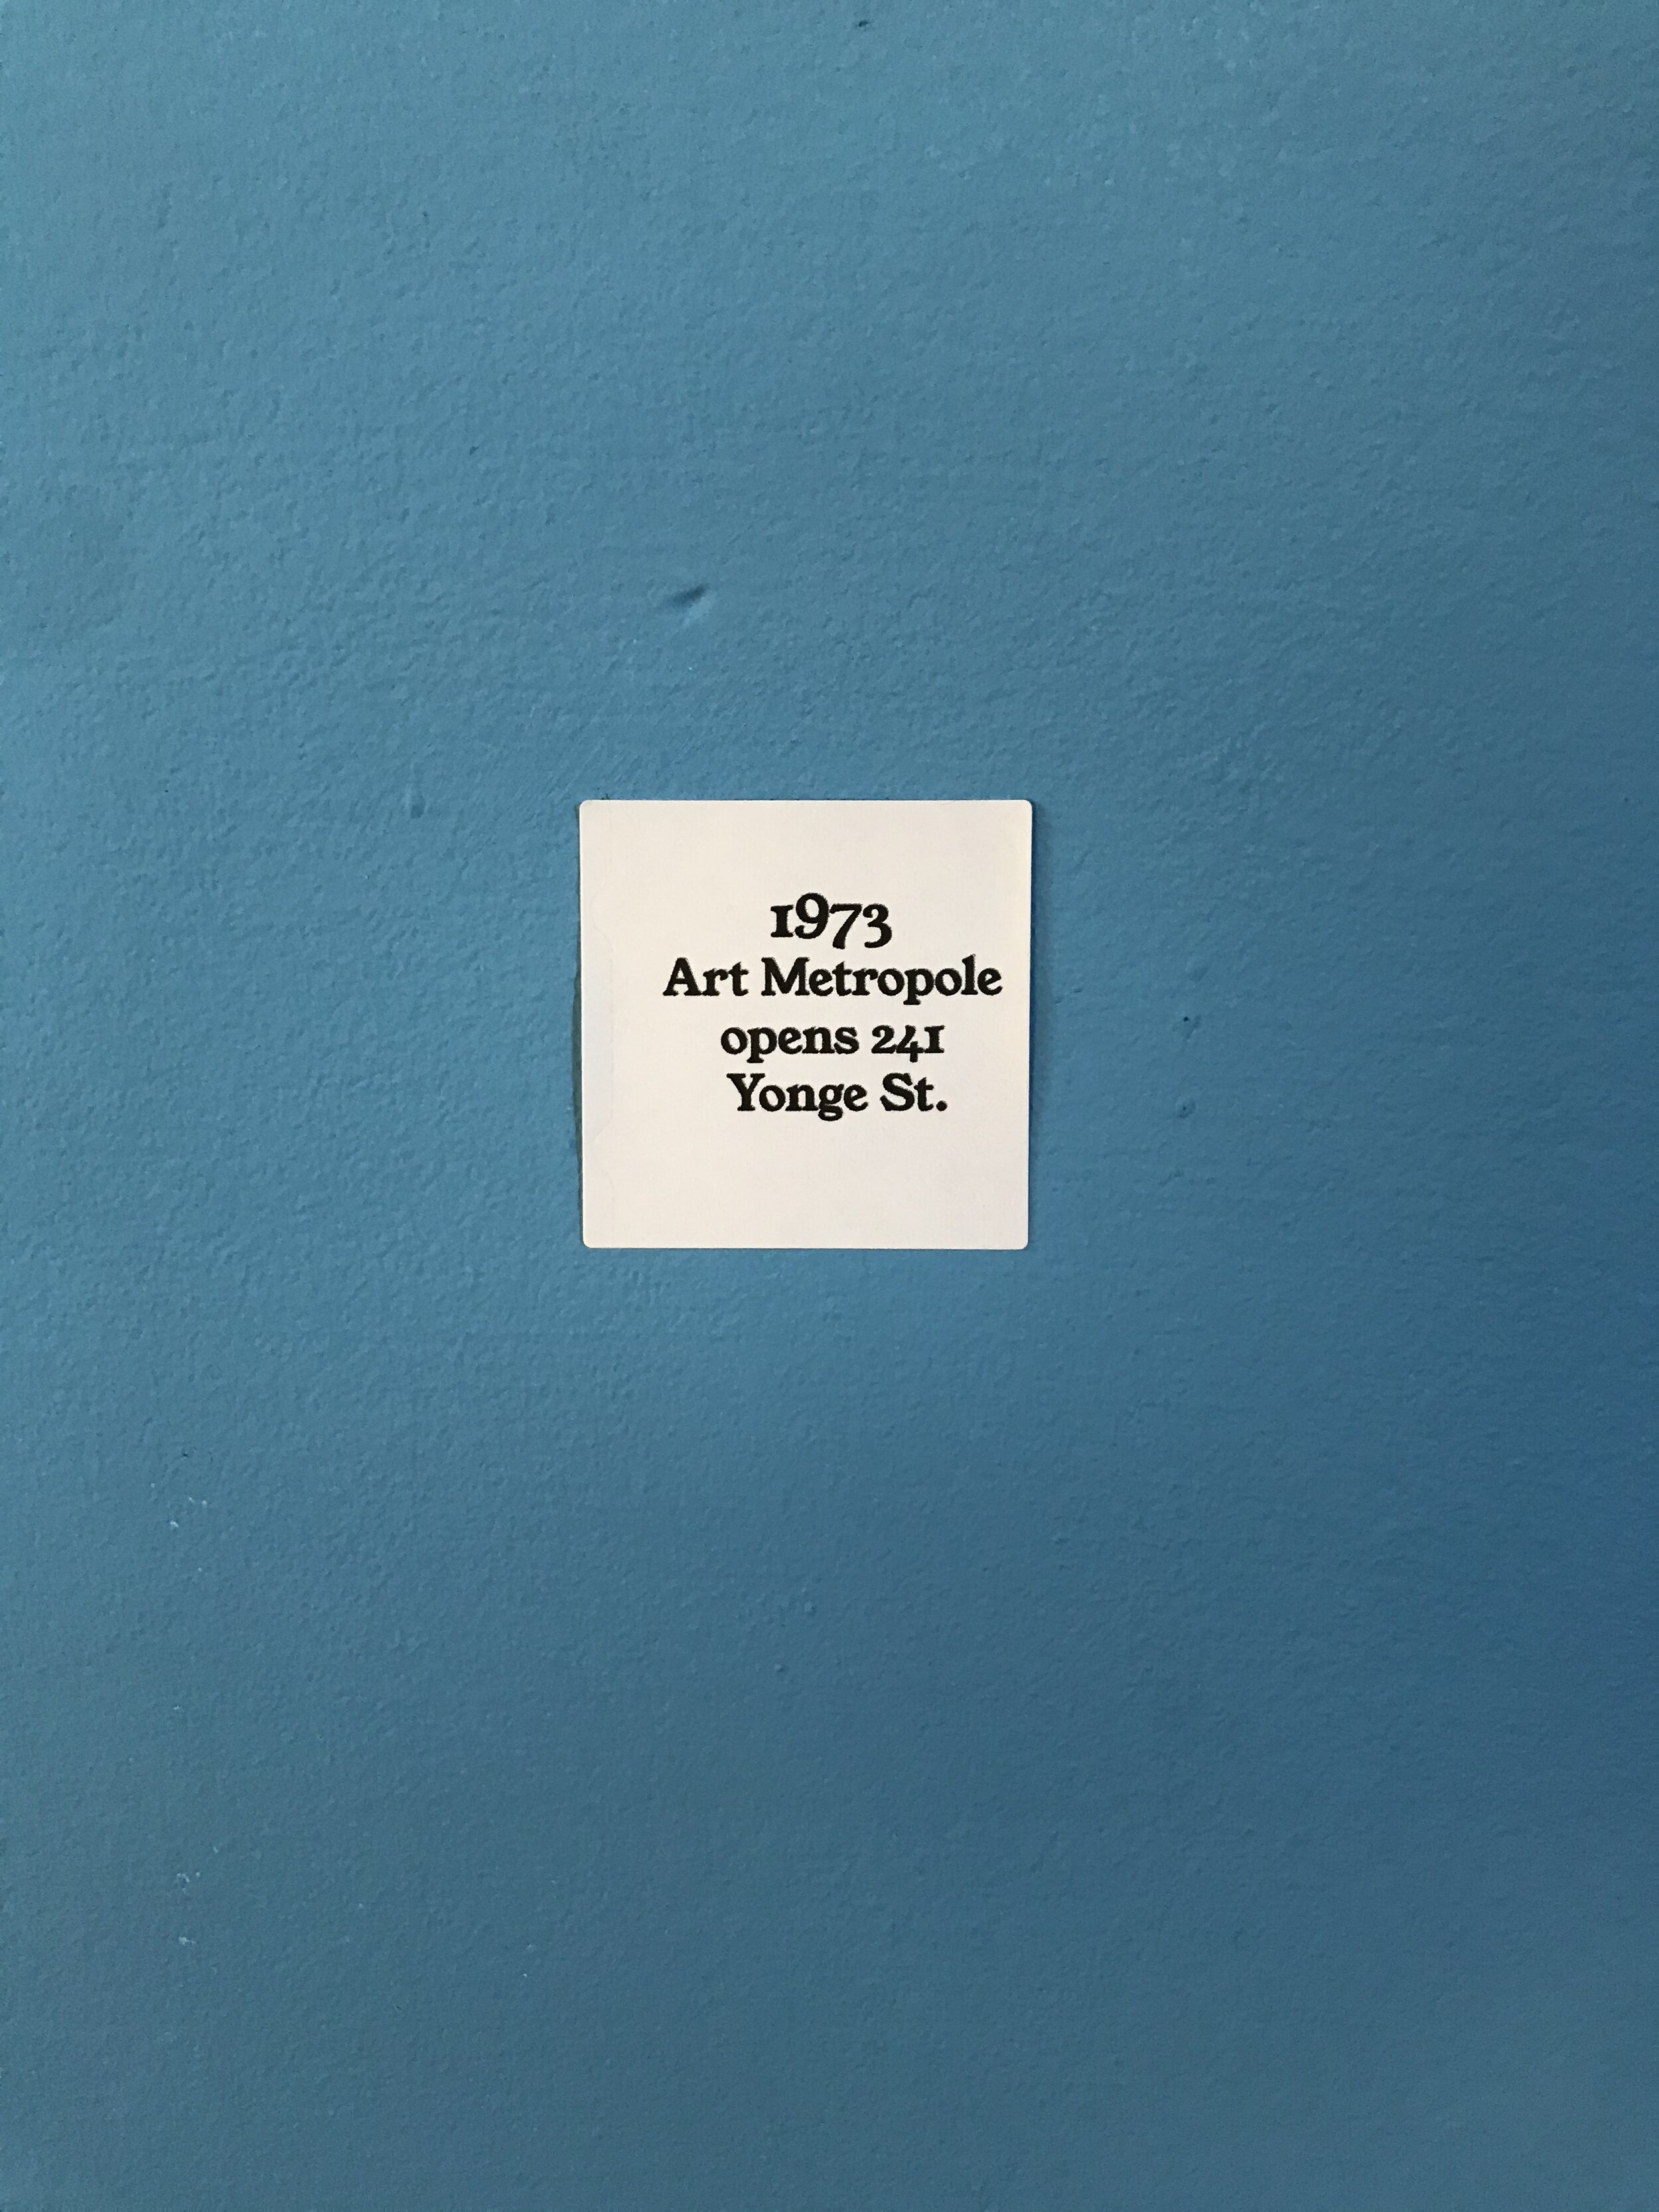 1973
Art Metropole
opens 241
Yonge St.